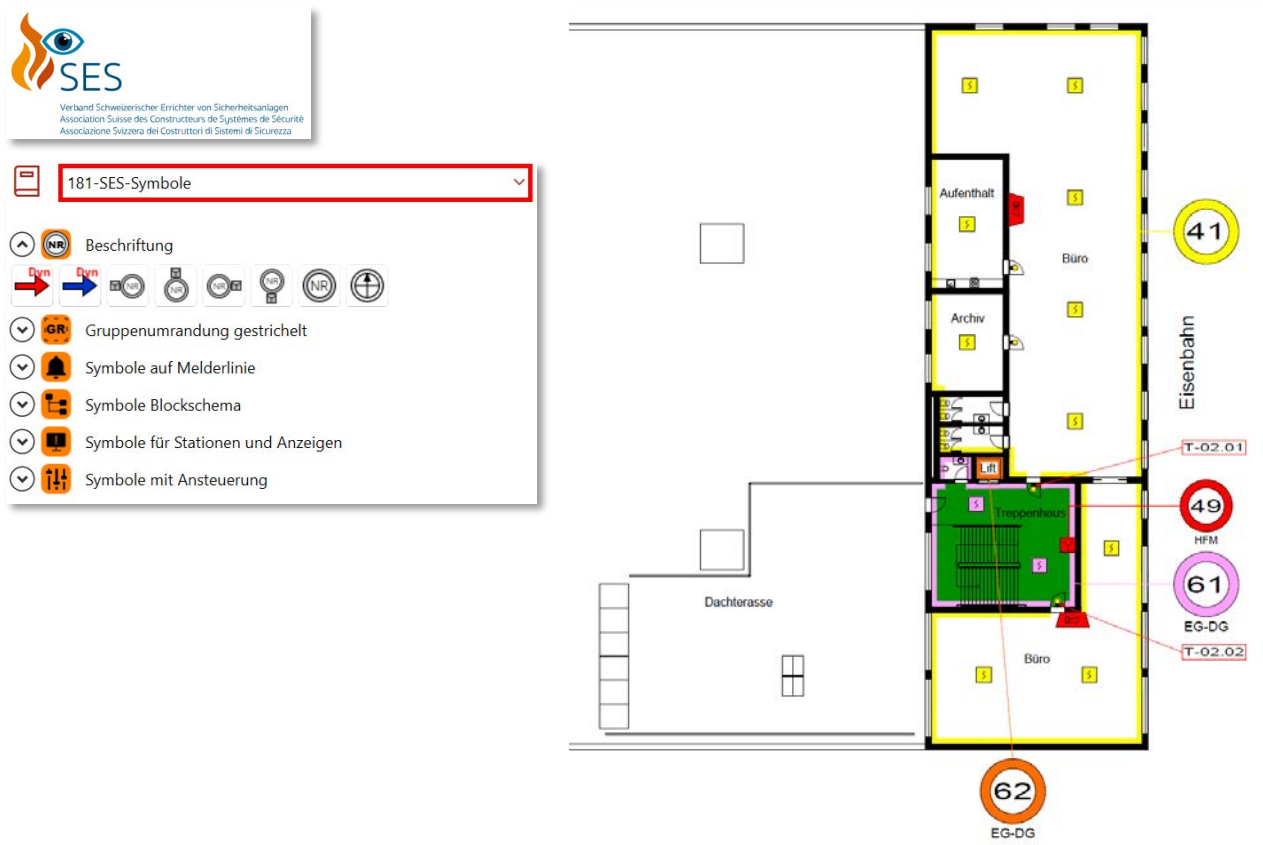 SES
Verband Schweizerischer Errichter von Sicherheitsanlagen
Association Suisse des Constructeurs de Systèmes de Sécurité
Associazione Svizzera dei Costruttori di Sistemi di Sicurezza
181-SES-Symbole
NR
Beschriftung
Dyn
Dyn
NR
NR
NR
NR
NR
GR
Gruppenumrandung gestrichelt
Symbole auf Melderlinie
Symbole Blockschema
Symbole für Stationen und Anzeigen
Symbole mit Ansteuerung
Aufenthalt
Büro
41
Archiv
Eisenbahn
T-02.01
Lift
Treppenhaus
49
HFM
61
EG-DG
Dachterasse
T-02.02
Büro
62
EG-DG